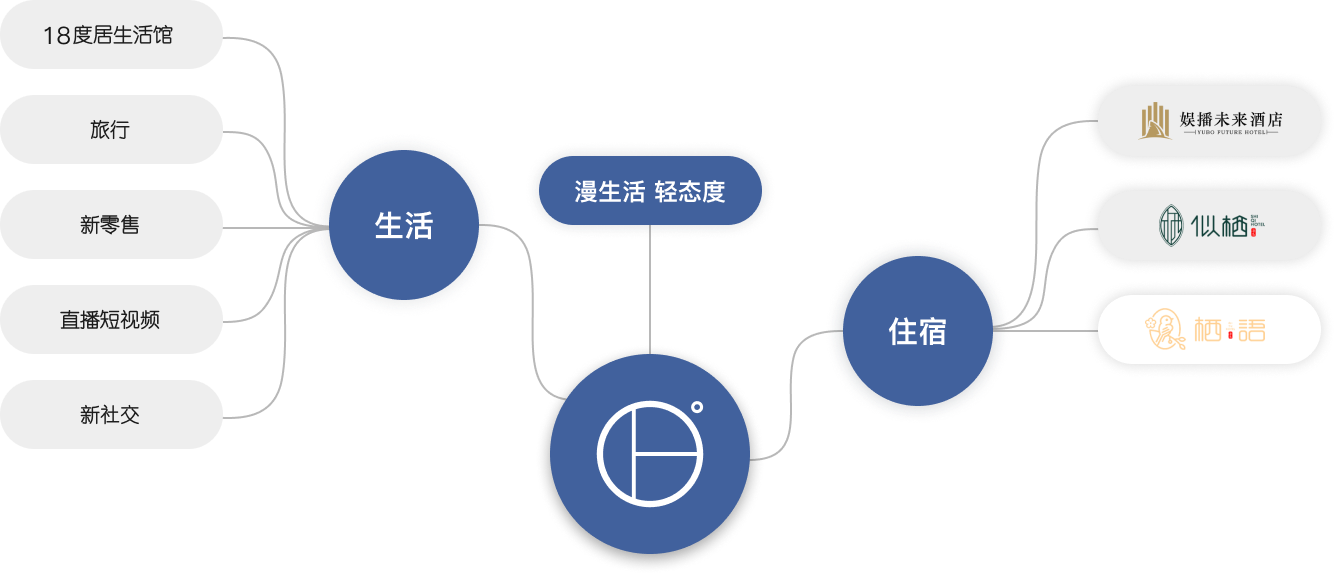 18度居生活馆
旅行
新零售
直播短视频
新社交
生活
漫生活 轻态度
住宿
娱播未来酒店
YUBO FUTURE HOTEL
似栖
HOTEL
栖·語